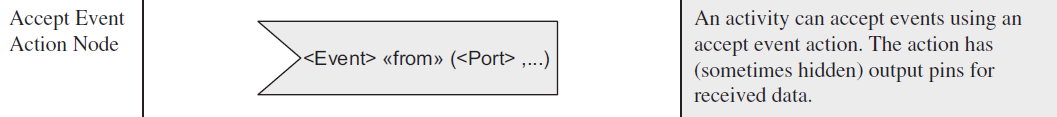 Accept Event
Action Node
<Event> «from» (<Port> ,...)
An activity can accept events using an
accept event action. The action has
(sometimes hidden) output pins for
received data.